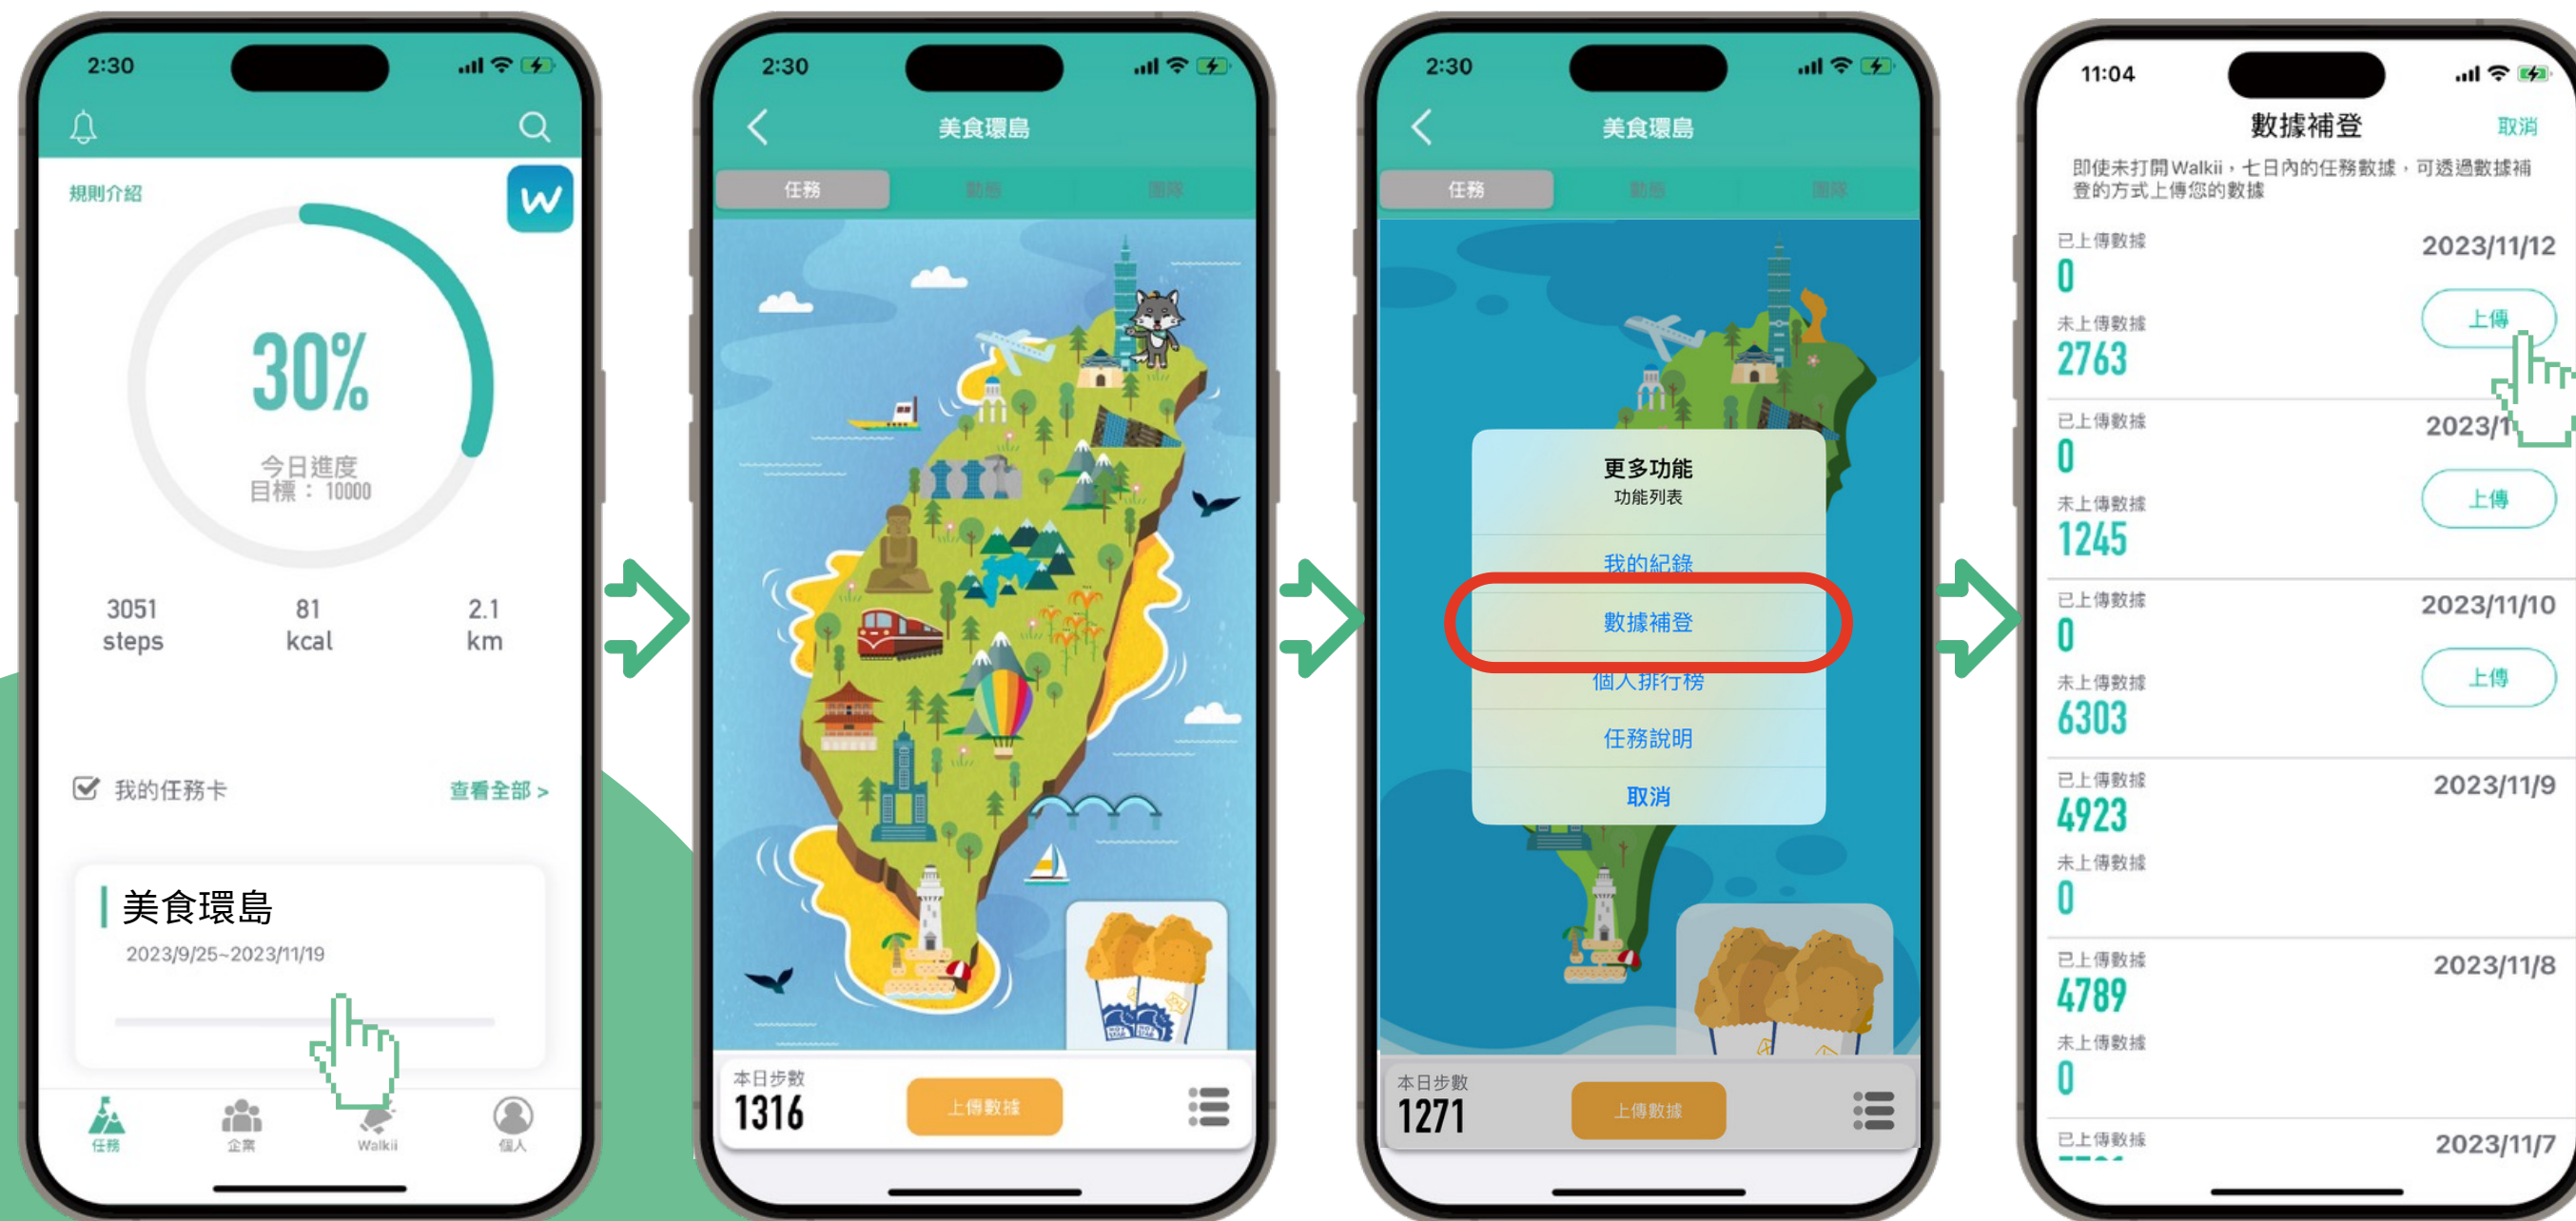 2:30
規則介紹
W
30%
今日進度
目標： 10000
3051
steps
81
kcal
2.1
km
我的任務卡
查看全部 >
美食環島
2023/9/25~2023/11/19
任務
企業
Walkii
個人
2:30
美食環島
任務
動態
團隊
本日步數
1316
上傳數據
2:30
美食環島
任務
動態
團隊
更多功能
功能列表
我的紀錄
數據補登
個人排行榜
任務說明
取消
本日步數
1271
上傳數據
11:04
數據補登
取消
即使未打開Walkii，七日內的任務數據，可透過數據補
登的方式上傳您的數據
已上傳數據
2023/11/12
0
上傳
未上傳數據
2763
已上傳數據
2023/1
0
上傳
未上傳數據
1245
已上傳數據
2023/11/10
0
上傳
未上傳數據
6303
已上傳數據
2023/11/9
4923
未上傳數據
0
已上傳數據
2023/11/8
4789
未上傳數據
0
已上傳數據
2023/11/7